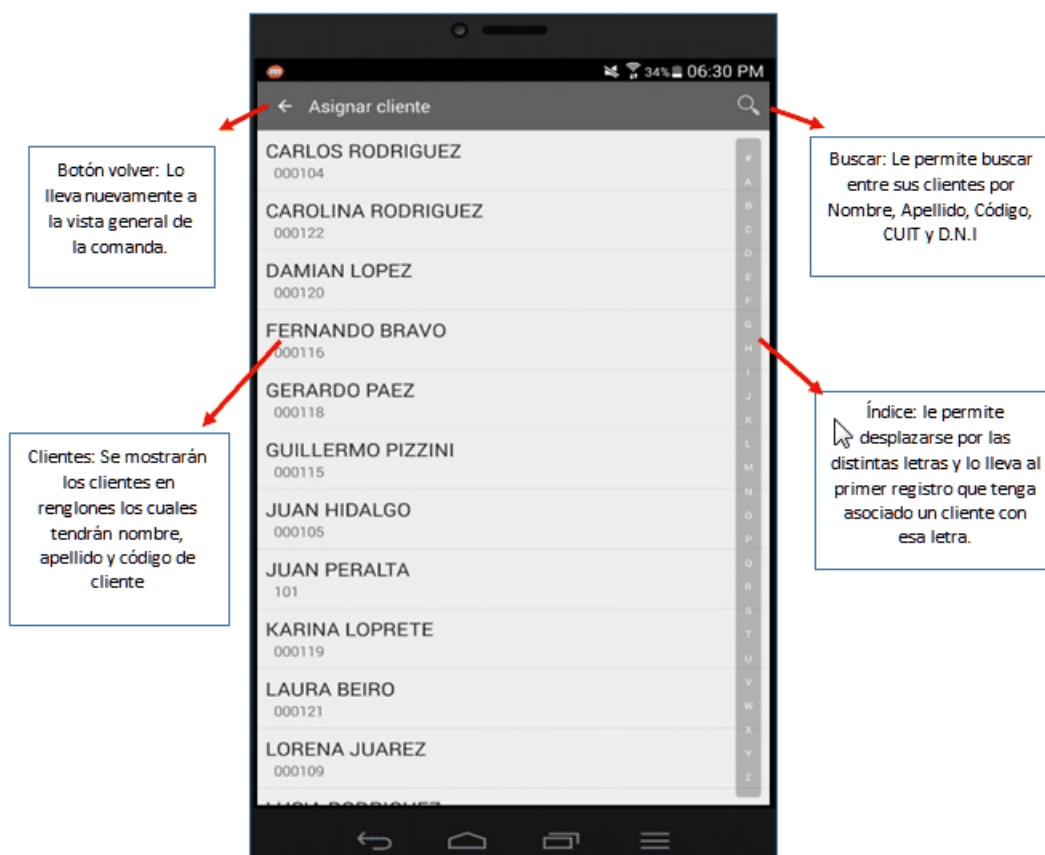 34% 06:30 PM
Asignar cliente
CARLOS RODRIGUEZ
000104
CAROLINA RODRIGUEZ
000122
DAMIAN LOPEZ
000120
FERNANDO BRAVO
000116
GERARDO PAEZ
000118
GUILLERMO PIZZINI
000115
JUAN HIDALGO
000105
JUAN PERALTA
101
KARINA LOPRETE
000119
LAURA BEIRO
000121
LORENA JUAREZ
000109
LUCIA RODRIGUEZ
#
A
B
C
D
E
F
G
H
I
J
K
L
M
N
O
P
Q
R
S
T
U
V
W
X
Y
Z
Botón volver: Lo
lleva nuevamente a
la vista general de
la comanda.
Clientes: Se mostrarán
los clientes en
renglones los cuales
tendrán nombre,
apellido y código de
cliente
Buscar: Le permite buscar
entre sus clientes por
Nombre, Apellido, Código,
CUIT y D.N.I
Índice: le permite
desplazarse por las
distintas letras y lo lleva al
primer registro que tenga
asociado un cliente con
esa letra.